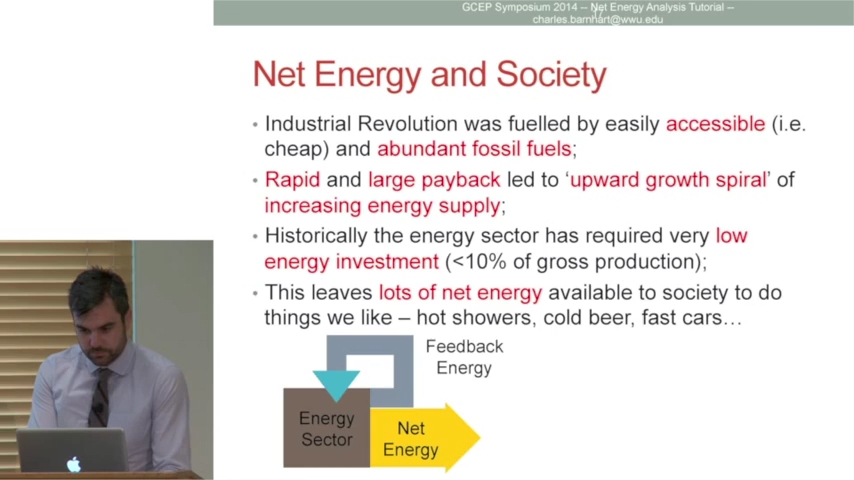 GCEP Symposium 2014 -- Net Energy Analysis Tutorial --
charles.barnhart@wwu.edu
Net Energy and Society
• Industrial Revolution was fuelled by easily accessible (i.e.
cheap) and abundant fossil fuels;
• Rapid and large payback led to ‘upward growth spiral’ of
increasing energy supply;
• Historically the energy sector has required very low
energy investment (<10% of gross production);
• This leaves lots of net energy available to society to do
things we like – hot showers, cold beer, fast cars…
Feedback
Energy
Energy
Sector
Net
Energy